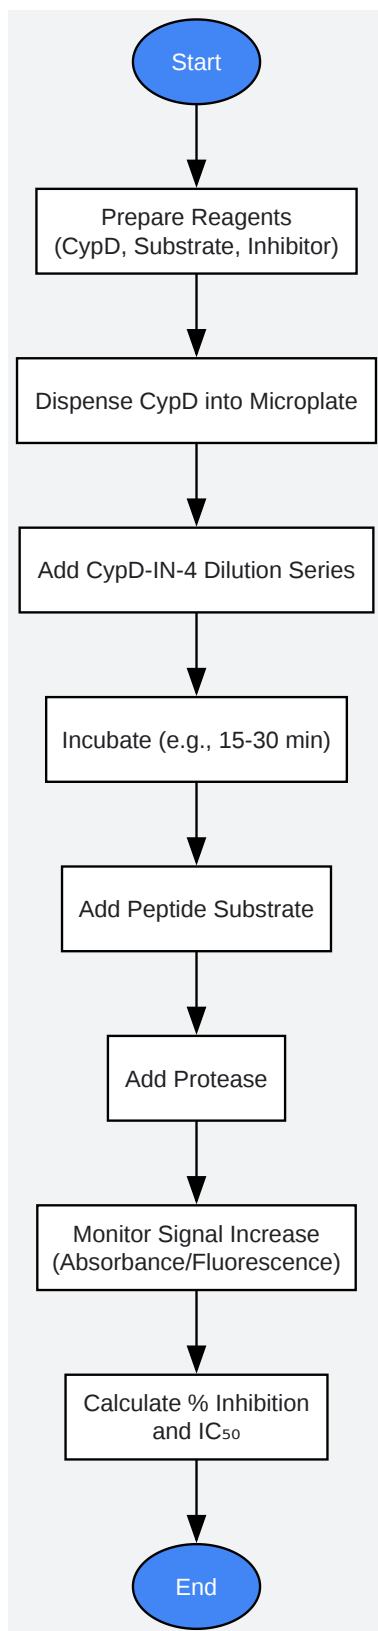 Start
Prepare Reagents
(CypD, Substrate, Inhibitor)
Dispense CypD into Microplate
Add CypD-IN-4 Dilution Series
Incubate (e.g., 15-30 min)
Add Peptide Substrate
Add Protease
Monitor Signal Increase
(Absorbance/Fluorescence)
Calculate % Inhibition
and IC₅₀
End